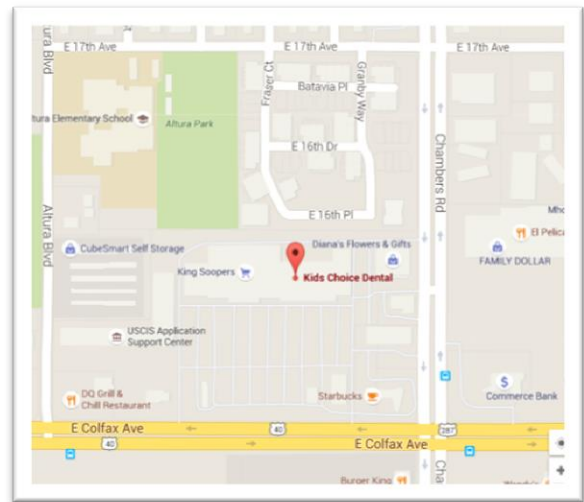 Altura Blvd
E 17th Ave
E 17th Ave
E 17th Ave
Fraser Ct
Batavia Pl
Granby Way
tura Elementary School
Altura Park
E 16th Dr
Chambers Rd
E 16th Pl
Altura Blvd
CubeSmart Self Storage
Diana's Flowers & Gifts
El Pelica
King Soopers
Kids Choice Dental
FAMILY DOLLAR
USCIS Application
Support Center
DQ Grill &
Chill Restaurant
Starbucks
$
Commerce Bank
E Colfax Ave
40
287
40
E Colfax Ave
Cha
Burger King